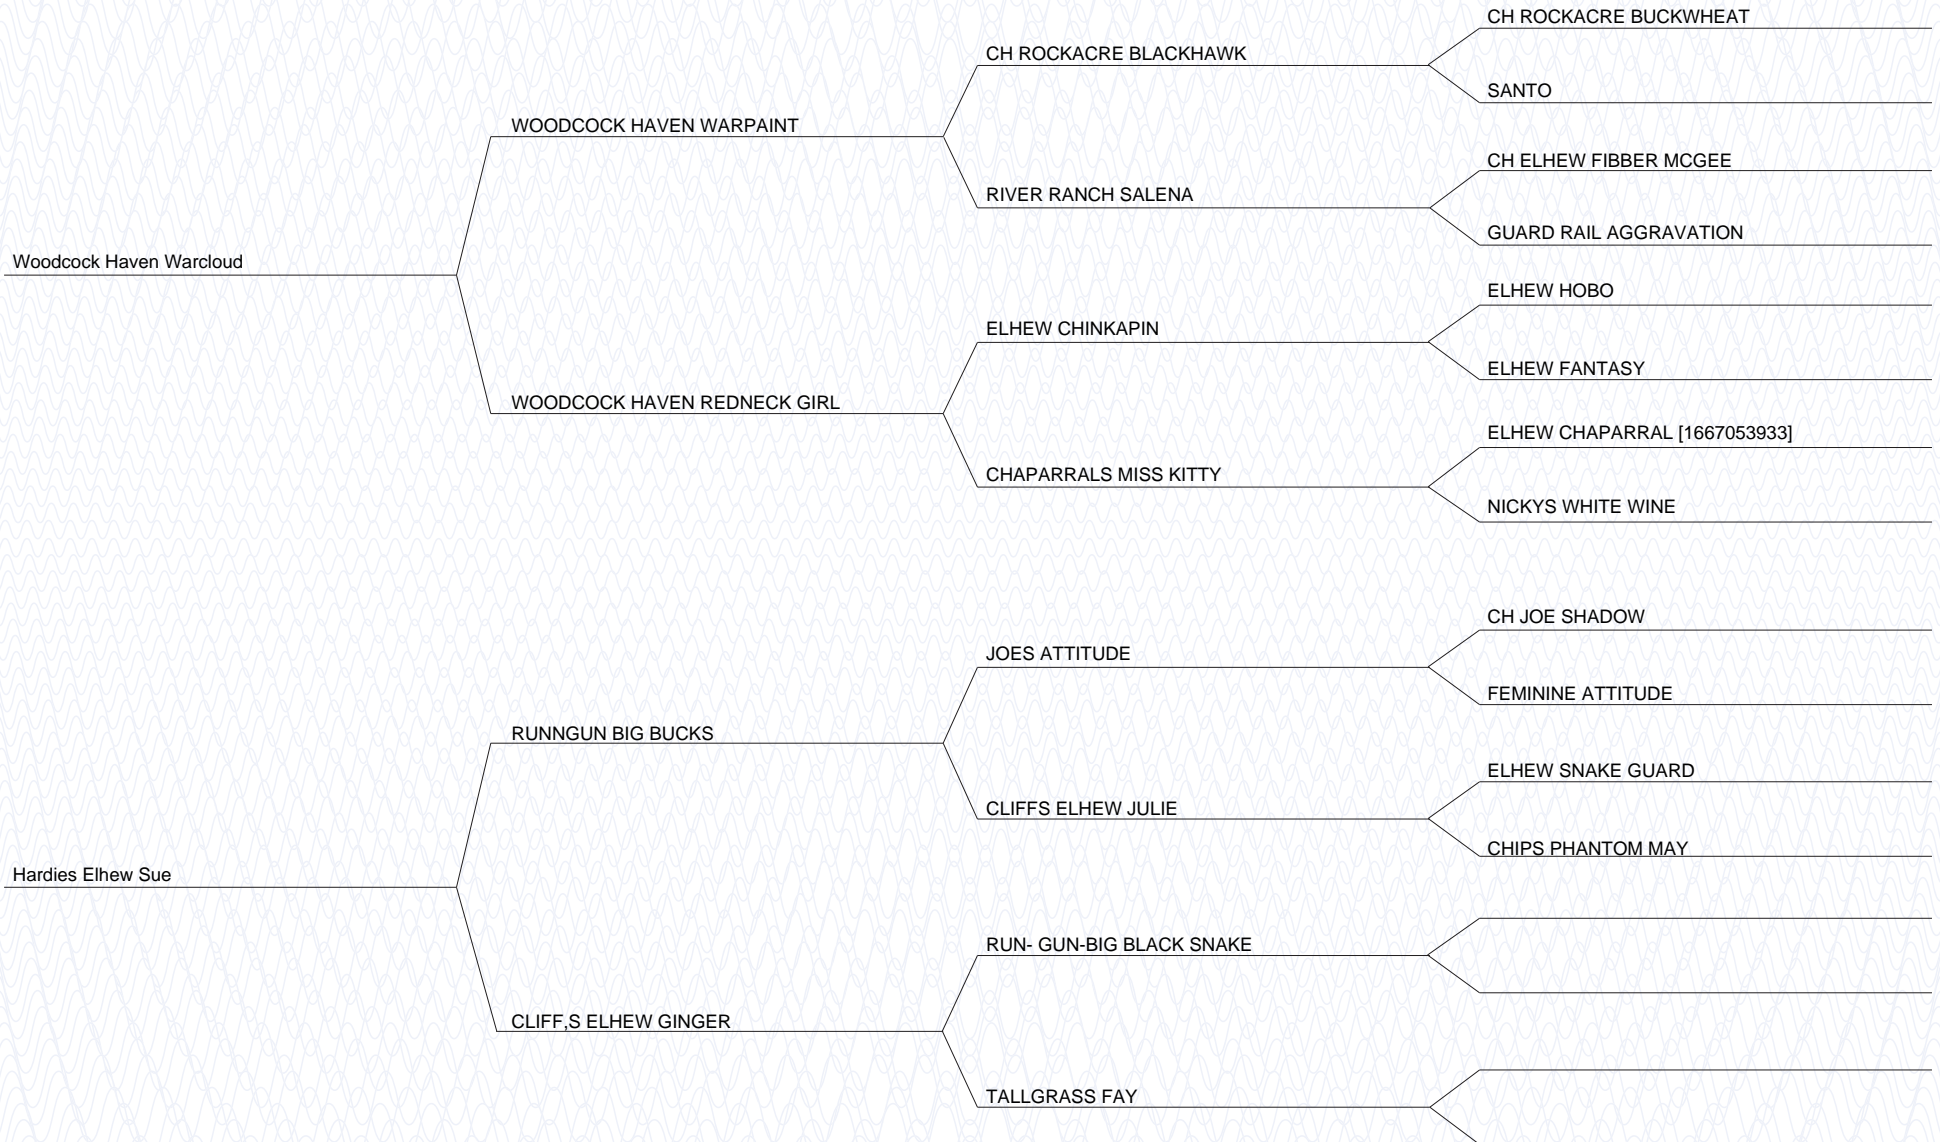 CH ROCKACRE BUCKWHEAT
CH ROCKACRE BLACKHAWK
SANTO
WOODCOCK HAVEN WARPAINT
CH ELHEW FIBBER MCGEE
RIVER RANCH SALENA
GUARD RAIL AGGRAVATION
Woodcock Haven Warcloud
ELHEW HOBO
ELHEW CHINKAPIN
ELHEW FANTASY
WOODCOCK HAVEN REDNECK GIRL
ELHEW CHAPARRAL [1667053933]
CHAPARRALS MISS KITTY
NICKYS WHITE WINE
CH JOE SHADOW
JOES ATTITUDE
FEMININE ATTITUDE
RUNNGUN BIG BUCKS
ELHEW SNAKE GUARD
CLIFFS ELHEW JULIE
CHIPS PHANTOM MAY
Hardies Elhew Sue
RUN- GUN-BIG BLACK SNAKE
CLIFF,S ELHEW GINGER
TALLGRASS FAY